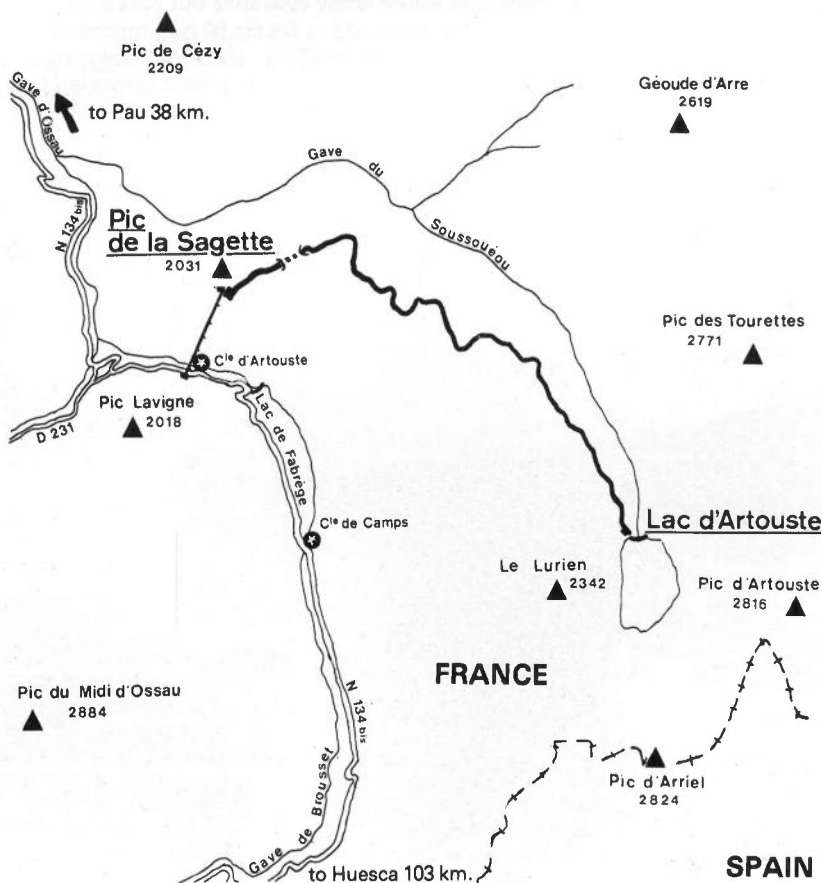 Pic de Cézy
2209
Gave d'Ossau
to Pau 38 km.
Géoude d'Arre
2619
Gave du Soussouéou
N 134 bis
Pic
de la Sagette
2031
Pic des Tourettes
2771
Cle d'Artouste
Pic Lavigne
2018
D 231
Lac de Fabrège
Cle de Camps
Lac d'Artouste
Le Lurien
2342
Pic d'Artouste
2816
FRANCE
Pic du Midi d'Ossau
2884
N 134 bis
Pic d'Arriel
2824
Gave de Brousset
to Huesca 103 km.
SPAIN